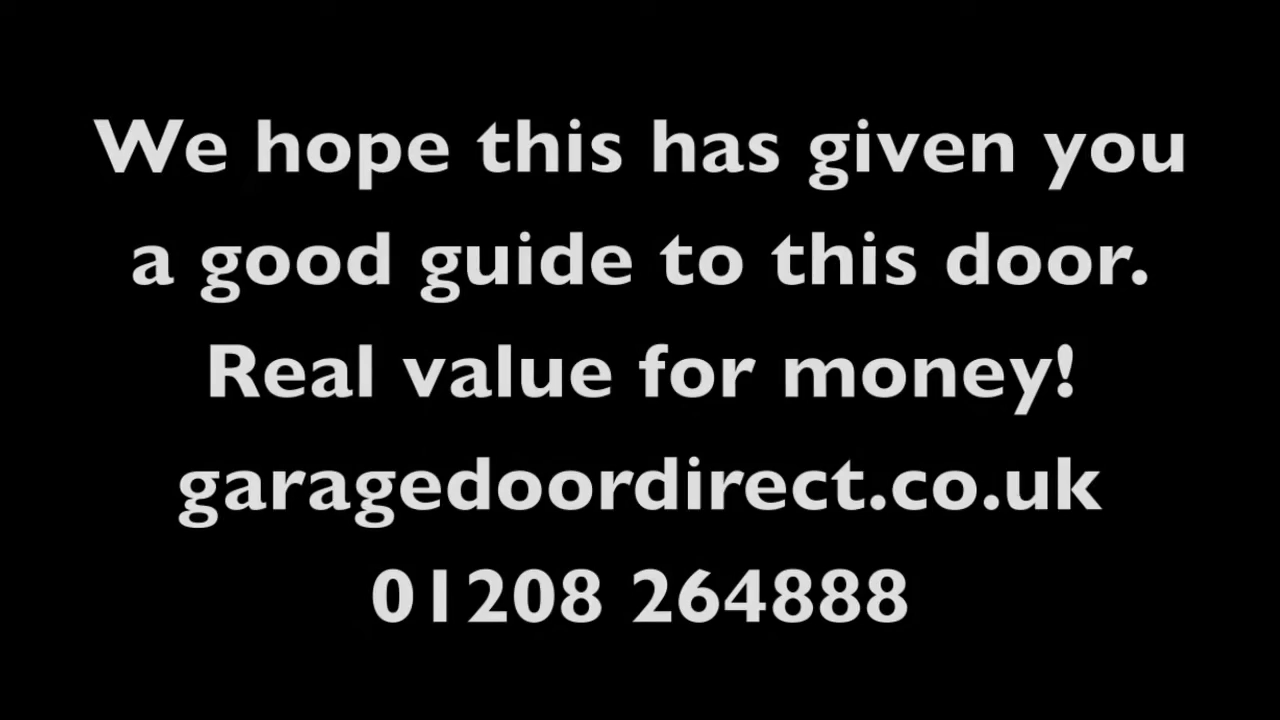 We hope this has given you
a good guide to this door.
Real value for money!
garagedoordirect.co.uk
01208 264888